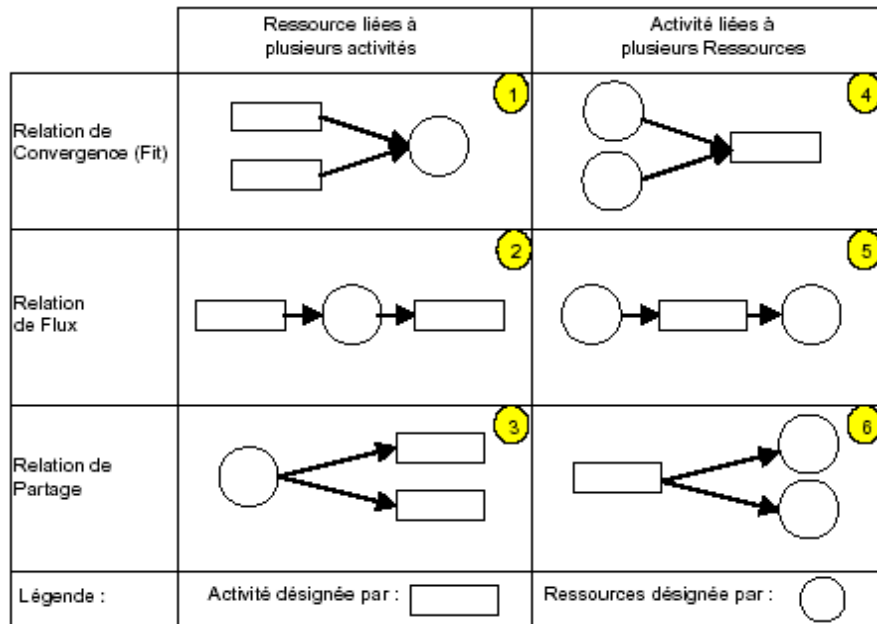 Ressource liées à
plusieurs activités
Activité liées à
plusieurs Ressources
Relation de
Convergence (Fit)
1
4
Relation
de Flux
2
5
Relation de
Partage
3
6
Légende :
Activité désignée par :
Ressources désignée par :